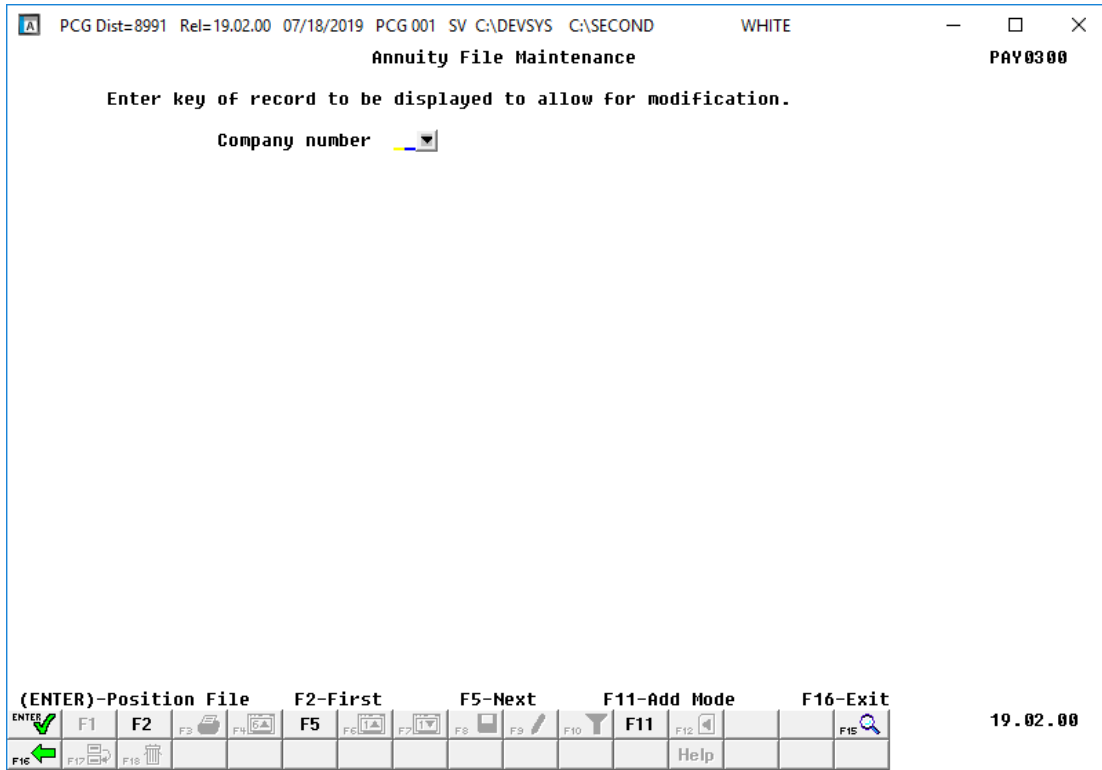 A PCG Dist=8991 Rel=19.02.00 07/18/2019 PCG 001 SV C:\DEVSYS C:\SECOND WHITE
Annuity File Maintenance PAY0300
Enter key of record to be displayed to allow for modification.
Company number
(ENTER)-Position File F2-First F5-Next F11-Add Mode F16-Exit
ENTER F1 F2 F3 F4 6 F5 F6 1 F7 1 F8 F9 F10 F11 F12 F15 19.02.00
F16 F17 F18 Help